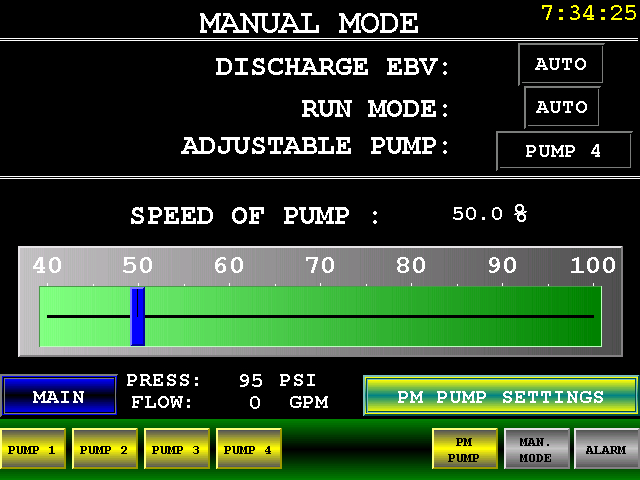 7:34:25
MANUAL MODE
DISCHARGE EBV: AUTO
RUN MODE: AUTO
ADJUSTABLE PUMP: PUMP 4
SPEED OF PUMP : 50.0 %
40 50 60 70 80 90 100
MAIN
PRESS: 95 PSI
FLOW: 0 GPM
PM PUMP SETTINGS
PUMP 1 PUMP 2 PUMP 3 PUMP 4
PM
PUMP
MAN.
MODE
ALARM